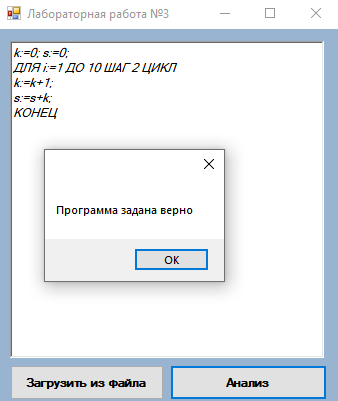 Лабораторная работа №3
k:=0; s:=0;
ДЛЯ i:=1 ДО 10 ШАГ 2 ЦИКЛ
k:=k+1;
s:=s+k;
КОНЕЦ
Программа задана верно
ОК
Загрузить из файла
Анализ